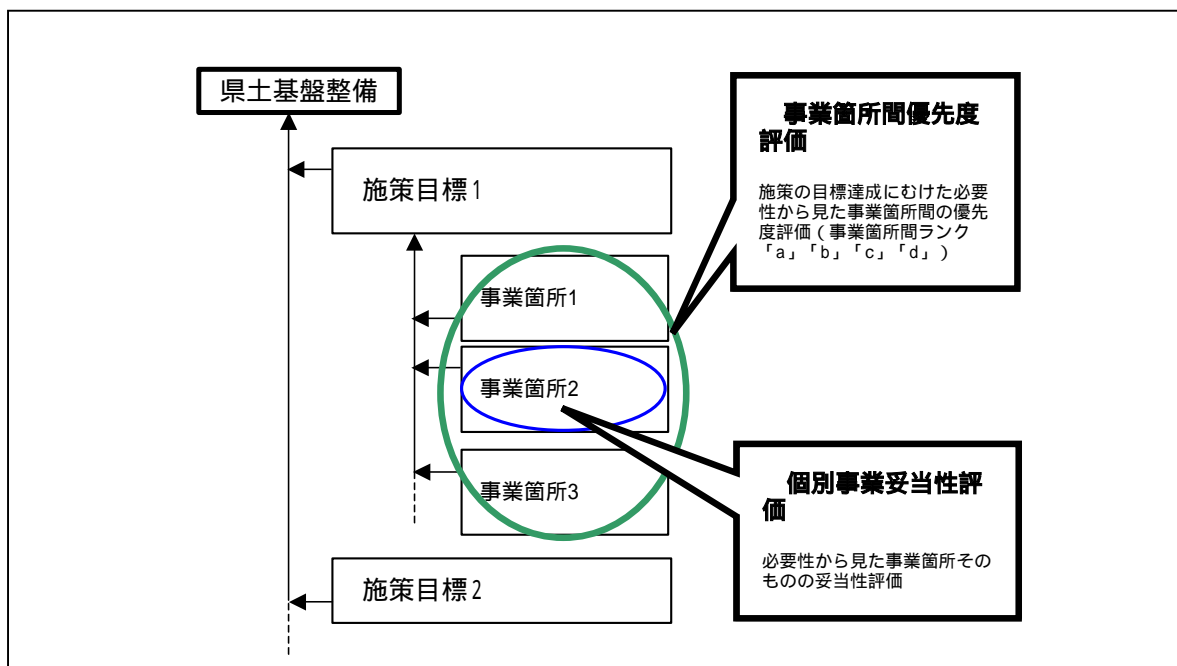 県土基盤整備
施策目標1
事業箇所1
事業箇所2
事業箇所3
施策目標2
事業箇所間優先度
評価
施策の目標達成にむけた必要
性から見た事業箇所間の優先
度評価（事業箇所間ランク
「a」「b」「c」「d」）
個別事業妥当性評
価
必要性から見た事業箇所その
ものの妥当性評価